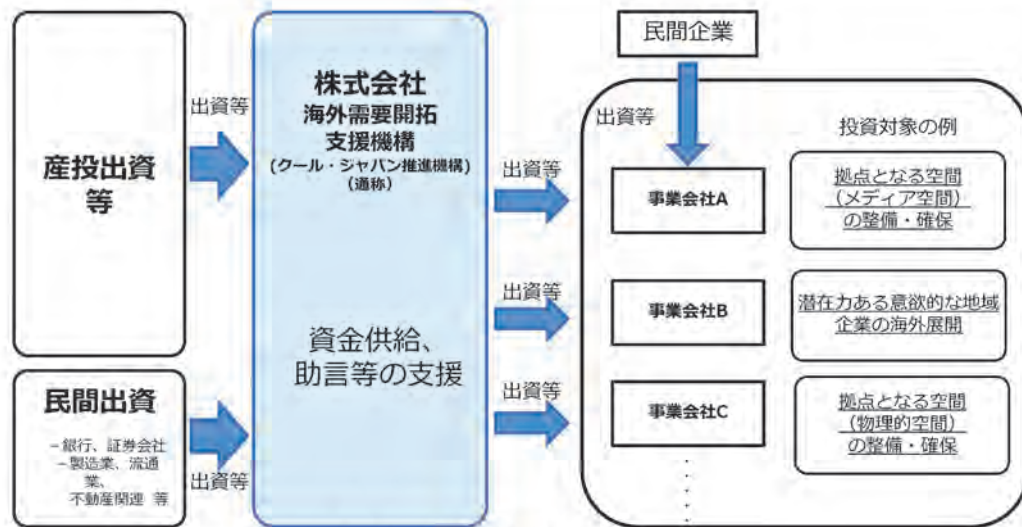 産投出資
等
民間出資
–銀行、証券会社
–製造業、流通
業、
不動産関連 等
出資等
出資等
株式会社
海外需要開拓
支援機構
(クール・ジャパン推進機構)
(通称)
資金供給、
助言等の支援
出資等
出資等
出資等
民間企業
出資等
投資対象の例
事業会社A
拠点となる空間
(メディア空間)
の整備・確保
事業会社B
潜在力ある意欲的な地域
企業の海外展開
事業会社C
拠点となる空間
(物理的空間)
の整備・確保
・・・・・